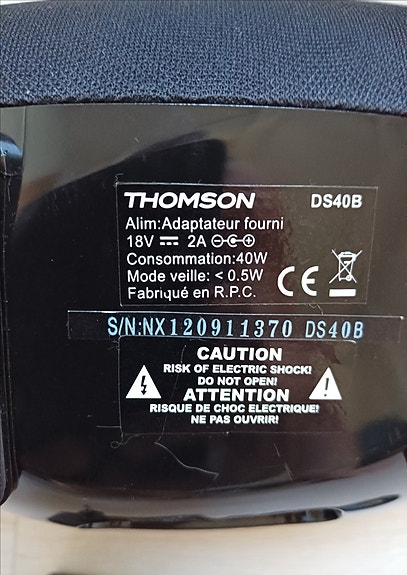 THOMSON DS40B
Alim:Adaptateur fourni
18V 2A
Consommation:40W
Mode veille: < 0.5W
Fabriqué en R.P.C. CE
S/N:NX120911370 DS40B
CAUTION
RISK OF ELECTRIC SHOCK!
DO NOT OPEN!
ATTENTION
RISQUE DE CHOC ELECTRIQUE!
NE PAS OUVRIR!